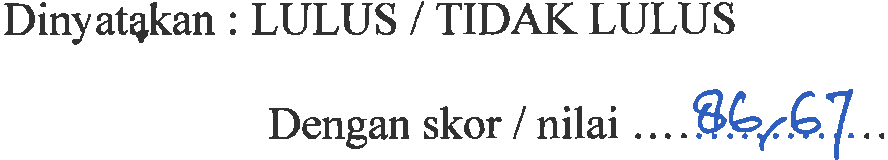 Dinyatakan : LULUS / TIDAK LULUS
Dengan skor / nilai ....86,67....